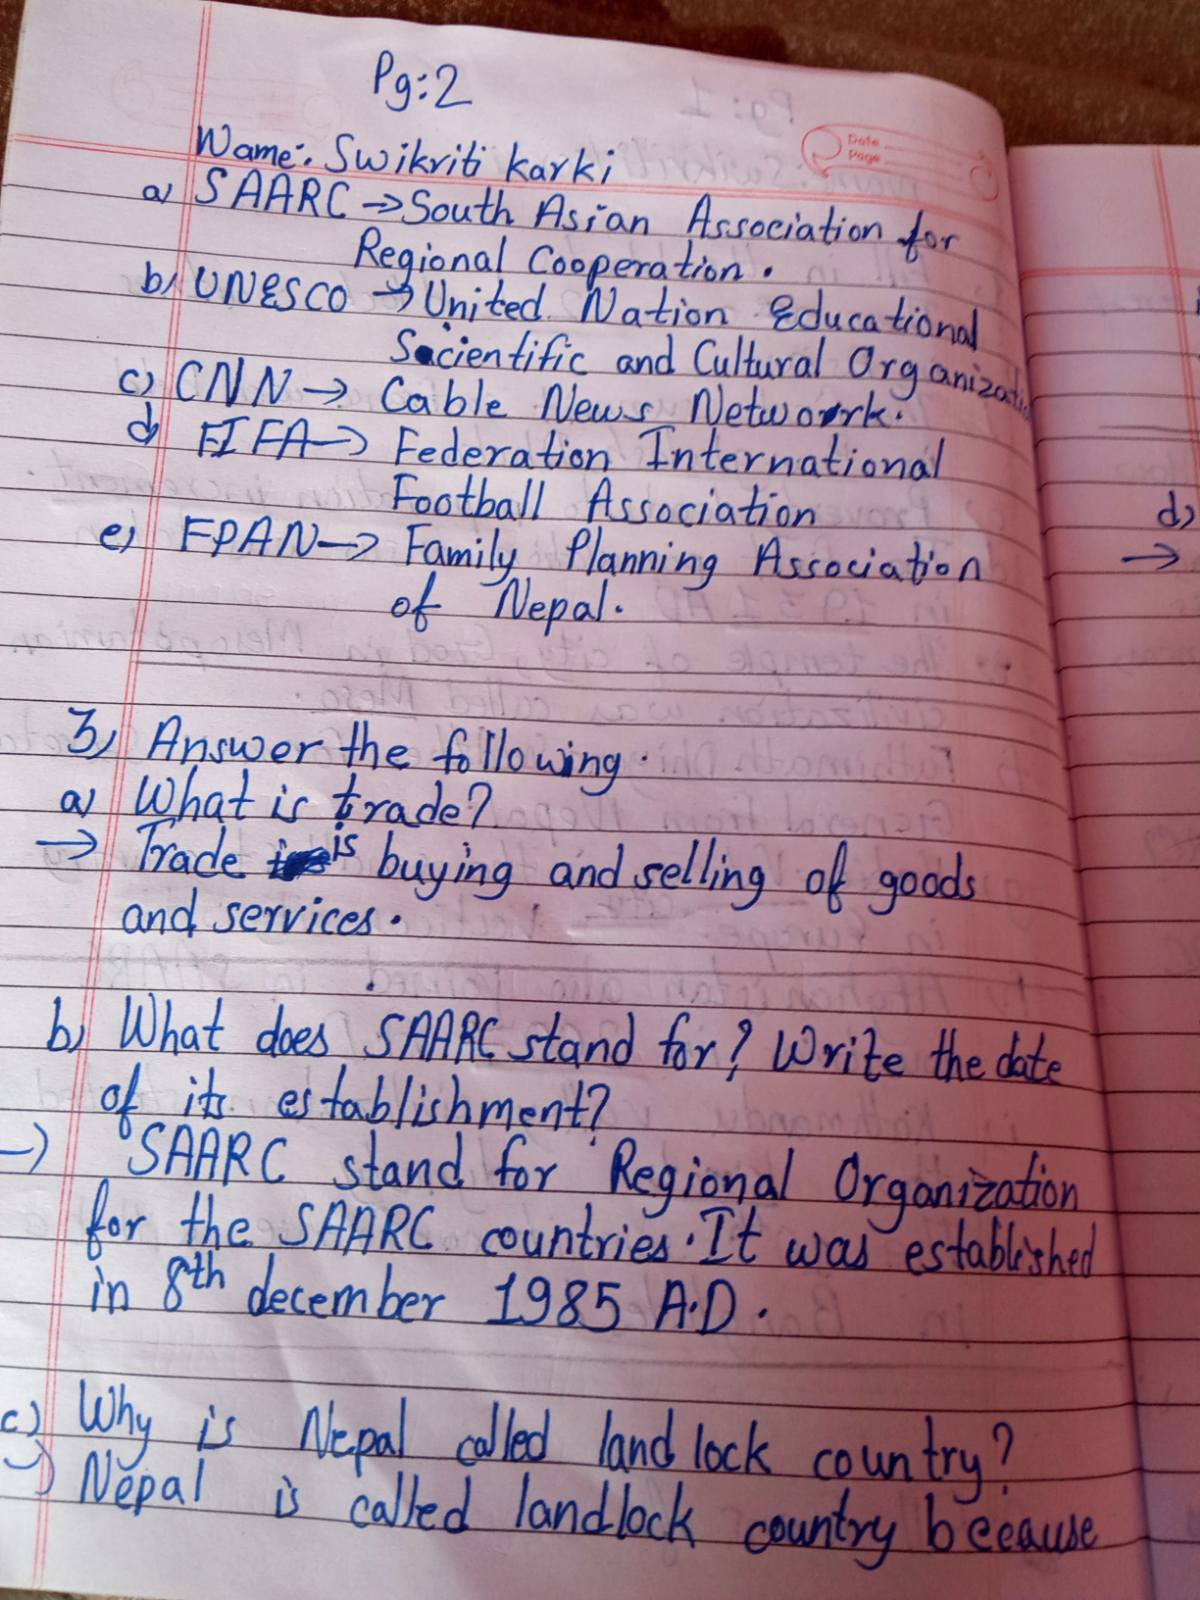 Pg:2
Date
Page
Name:. Swikriti Karki
a) SAARC → South Asian Association for
Regional Cooperation.
b) UNESCO → United Nation Educational
Scientific and Cultural Organization
c) CNN → Cable News Network.
d) FIFA → Federation International
Football Association
e) FPAN → Family Planning Association
of Nepal.
3) Answer the following.
a) What is trade?
→ Trade is buying and selling of goods
and services.
b) What does SAARC stand for? Write the date
of its establishment?
→ SAARC stand for Regional Organization
for the SAARC countries. It was established
in 8th december 1985 A.D.
c) Why is Nepal called land lock country?
→ Nepal is called landlock country because
d)
→